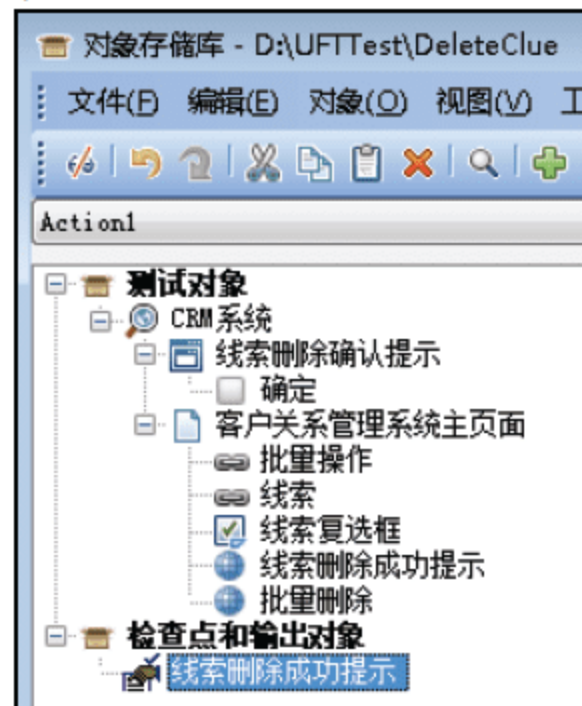 对象存储库 - D:\UFTTest\DeleteClue
文件(F) 编辑(E) 对象(O) 视图(V) 工
Action1
测试对象
CRM系统
线索删除确认提示
确定
客户关系管理系统主页面
批里操作
线索
线索复选框
线索删除成功提示
批里删除
检查点和输出对象
线索删除成功提示